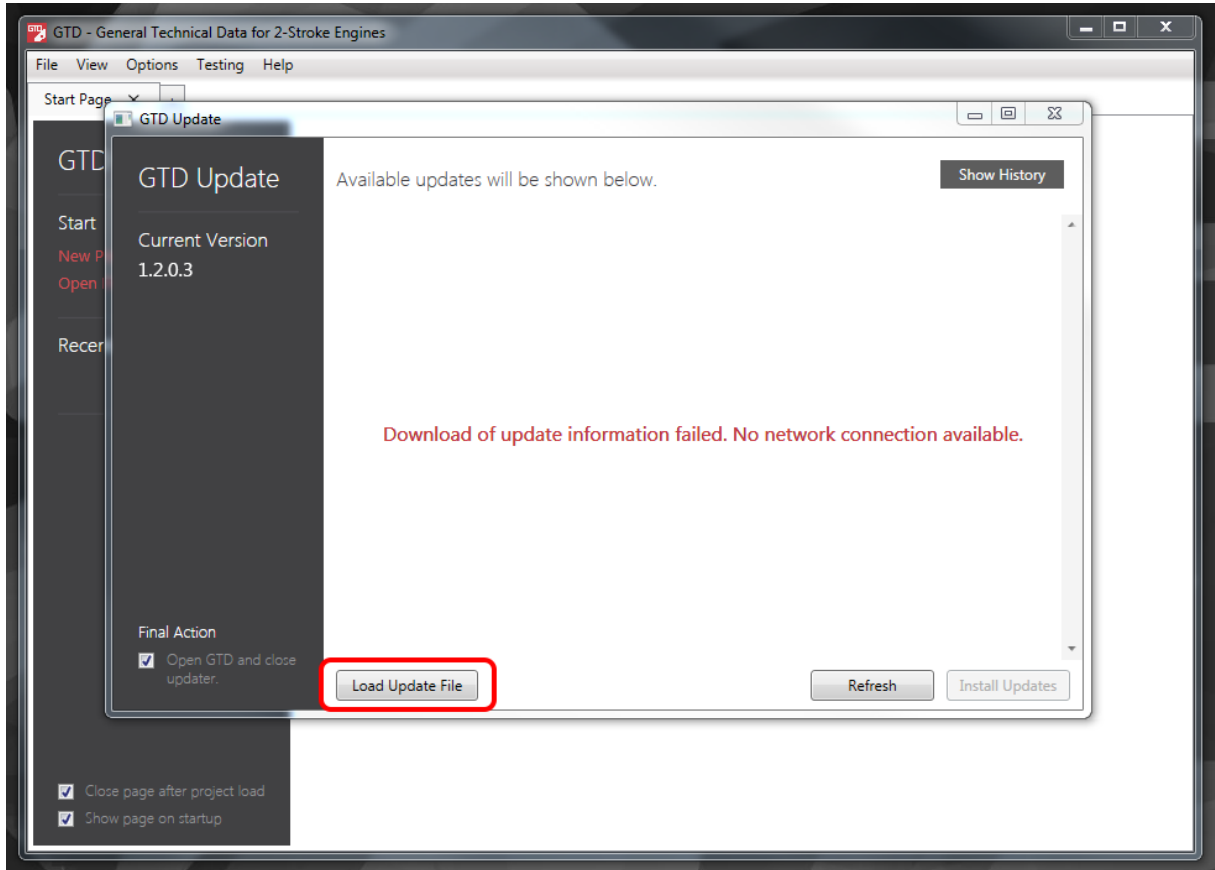 GTD - General Technical Data for 2-Stroke Engines
File View Options Testing Help
Start Page
GTD Update
GTD
GTD Update
Available updates will be shown below.
Show History
Start
Current Version
New
1.2.0.3
Open
Final Action
Download of update information failed. No network connection available.
Open GTD and close
updater.
Load Update File
Refresh
Install Updates
Close page after project load
Show page on startup